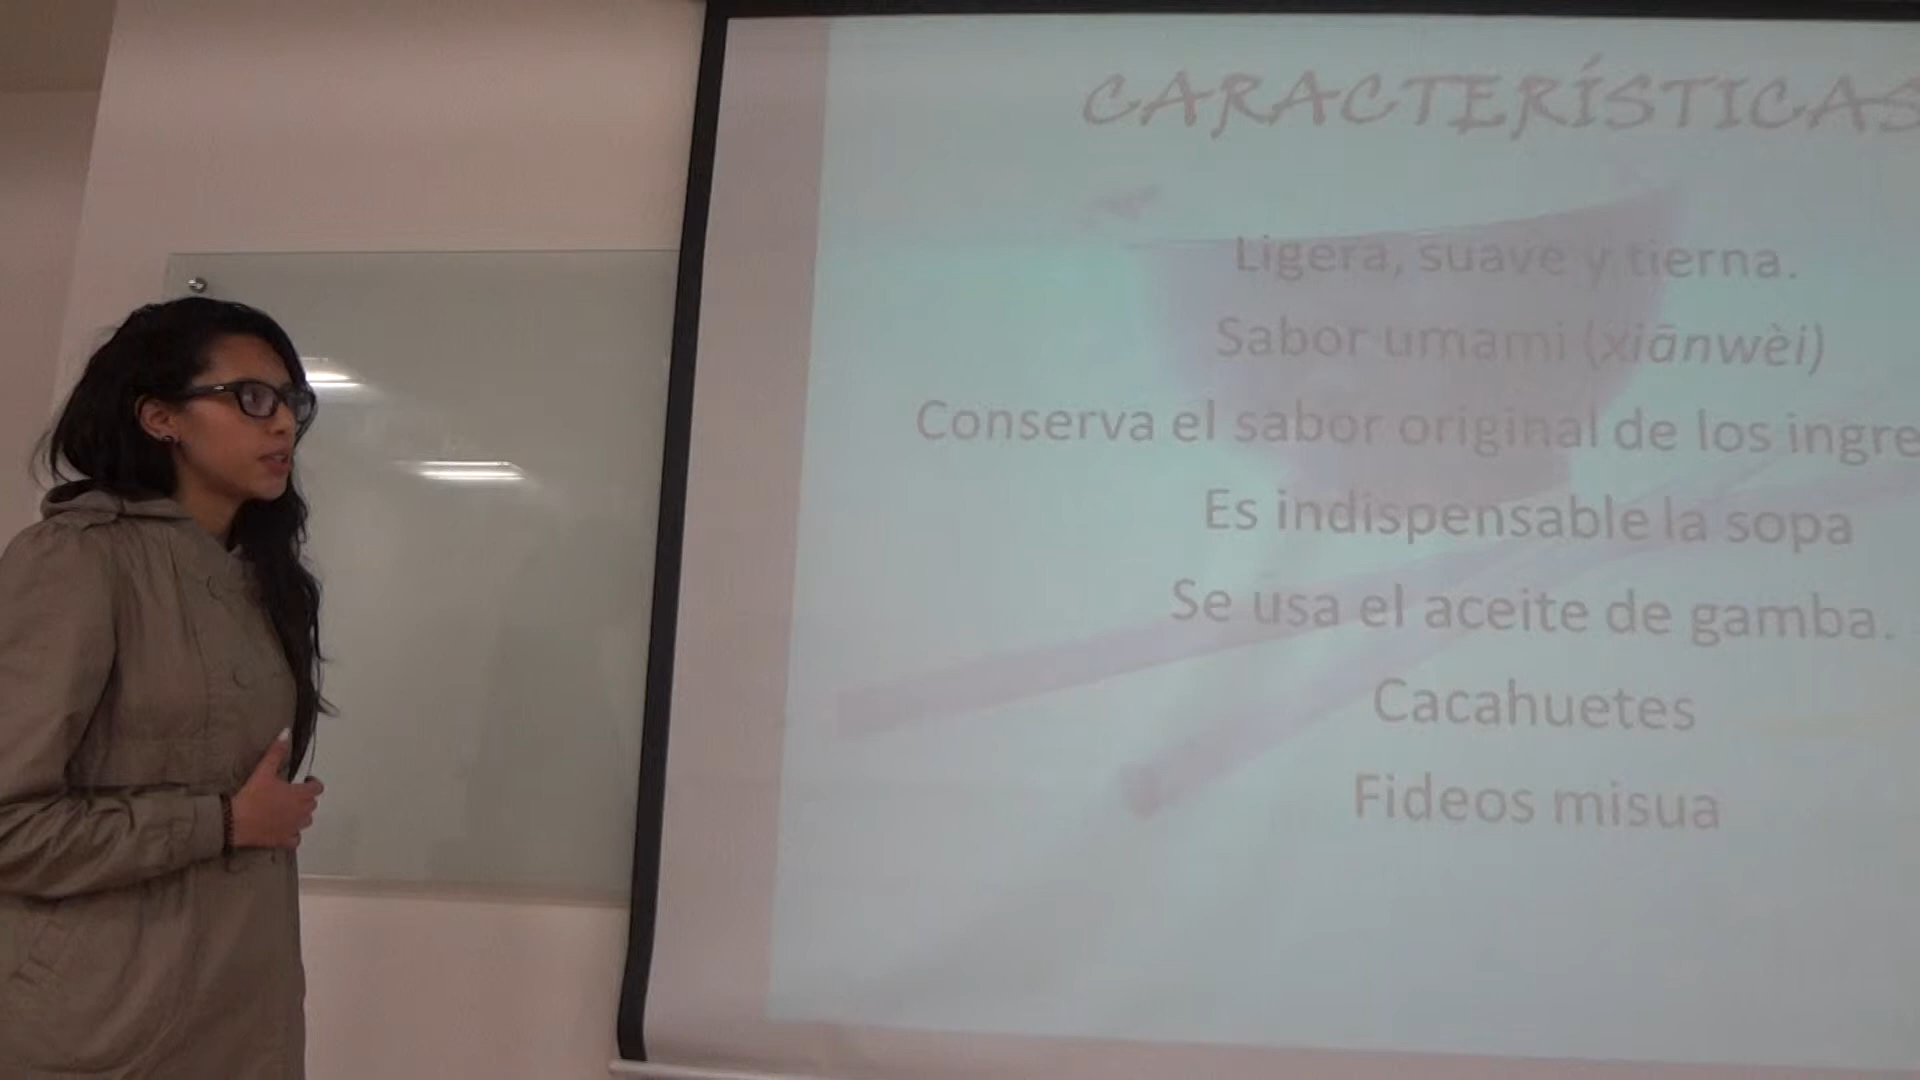 CARACTERÍSTICAS
Ligera, suave y tierna.
Sabor umami (xiānwèi)
Conserva el sabor original de los ingre
Es indispensable la sopa
Se usa el aceite de gamba.
Cacahuetes
Fideos misua